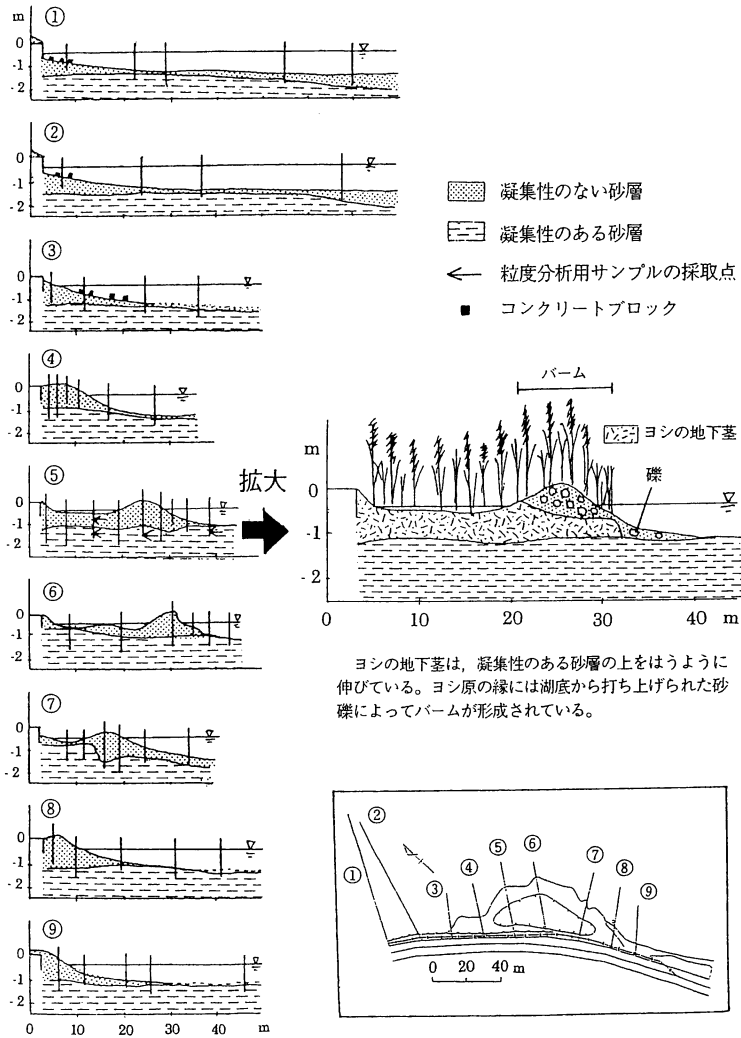 m
①
0
-1
-2
0 10 20 30 40
②
0
-1
-2
③
0
-1
-2
④
0
-1
-2
⑤
0
-1
-2
⑥
0
-1
-2
⑦
0
-1
-2
⑧
0
-1
-2
⑨
0
-1
-2
0 10 20 30 40 m
凝集性のない砂層
凝集性のある砂層
粒度分析用サンプルの採取点
コンクリートブロック
拡大
バーム
ヨシの地下茎
礫
m
0
-1
-2
0 10 20 30 40 m
ヨシの地下茎は，凝集性のある砂層の上をはうように
伸びている。ヨシ原の縁には湖底から打ち上げられた砂
礫によってバームが形成されている。
①
②
③
④
⑤
⑥
⑦
⑧
⑨
0 20 40 m